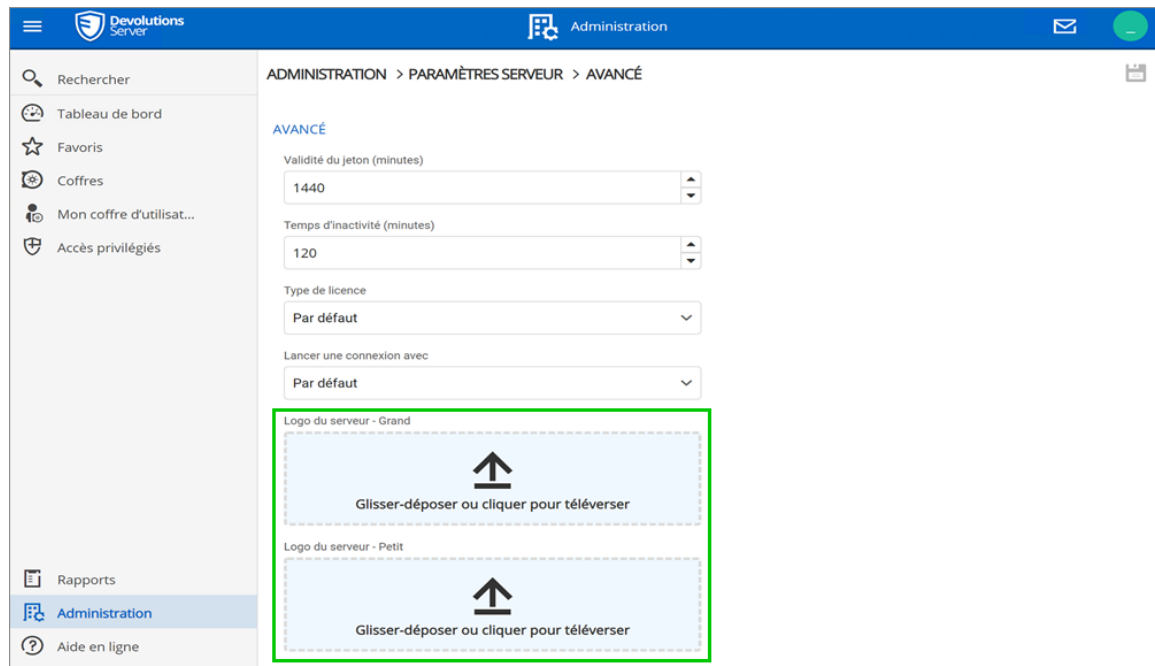 Devolutions
Server
Administration
Rechercher
Tableau de bord
Favoris
Coffres
Mon coffre d'utilisat...
Accès privilégiés
Rapports
Administration
Aide en ligne
ADMINISTRATION > PARAMÈTRES SERVEUR > AVANCÉ
AVANCÉ
Validité du jeton (minutes)
1440
Temps d'inactivité (minutes)
120
Type de licence
Par défaut
Lancer une connexion avec
Par défaut
Logo du serveur - Grand
Glisser-déposer ou cliquer pour téléverser
Logo du serveur - Petit
Glisser-déposer ou cliquer pour téléverser